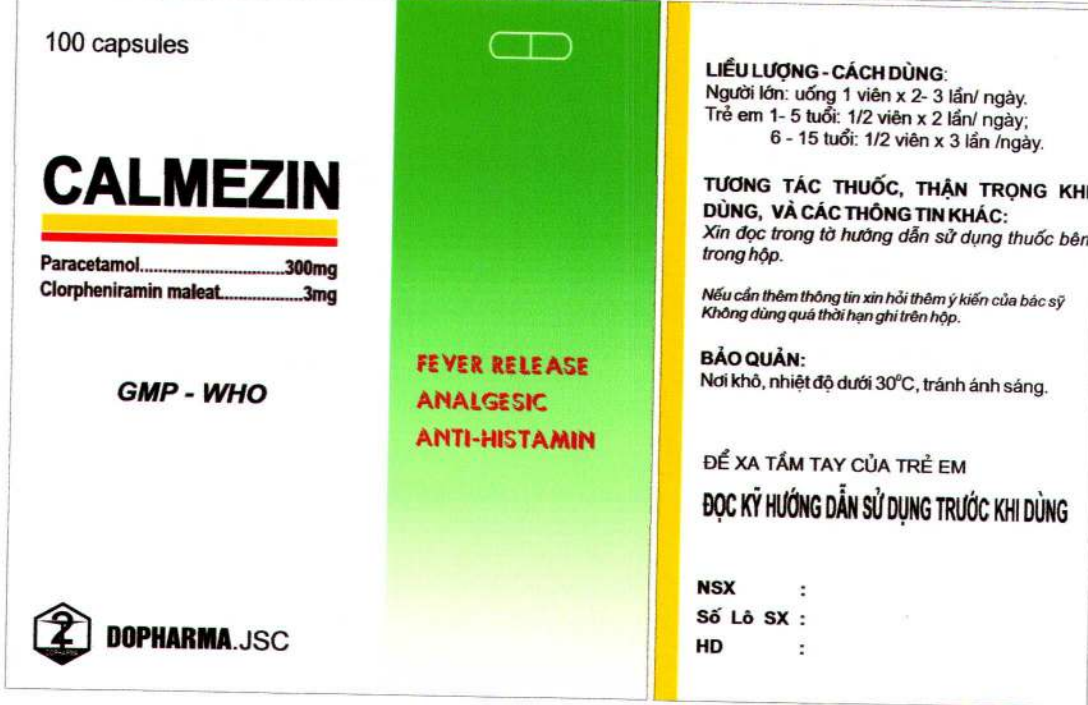 100 capsules
CALMEZIN
Paracetamol..............................300mg
Clorpheniramin maleat.................3mg
GMP - WHO
2
DOPHARMA
DOPHARMA.JSC
FEVER RELEASE
ANALGESIC
ANTI-HISTAMIN
LIỀU LƯỢNG - CÁCH DÙNG:
Người lớn: uống 1 viên x 2- 3 lần/ ngày.
Trẻ em 1- 5 tuổi: 1/2 viên x 2 lần/ ngày;
6 - 15 tuổi: 1/2 viên x 3 lần /ngày.
TƯƠNG TÁC THUỐC, THẬN TRỌNG KHI
DÙNG, VÀ CÁC THÔNG TIN KHÁC:
Xin đọc trong tờ hướng dẫn sử dụng thuốc bên
trong hộp.
Nếu cần thêm thông tin xin hỏi thêm ý kiến của bác sỹ
Không dùng quá thời hạn ghi trên hộp.
BẢO QUẢN:
Nơi khô, nhiệt độ dưới 30°C, tránh ánh sáng.
ĐỂ XA TẦM TAY CỦA TRẺ EM
ĐỌC KỸ HƯỚNG DẪN SỬ DỤNG TRƯỚC KHI DÙNG
NSX :
Số Lô SX :
HD :